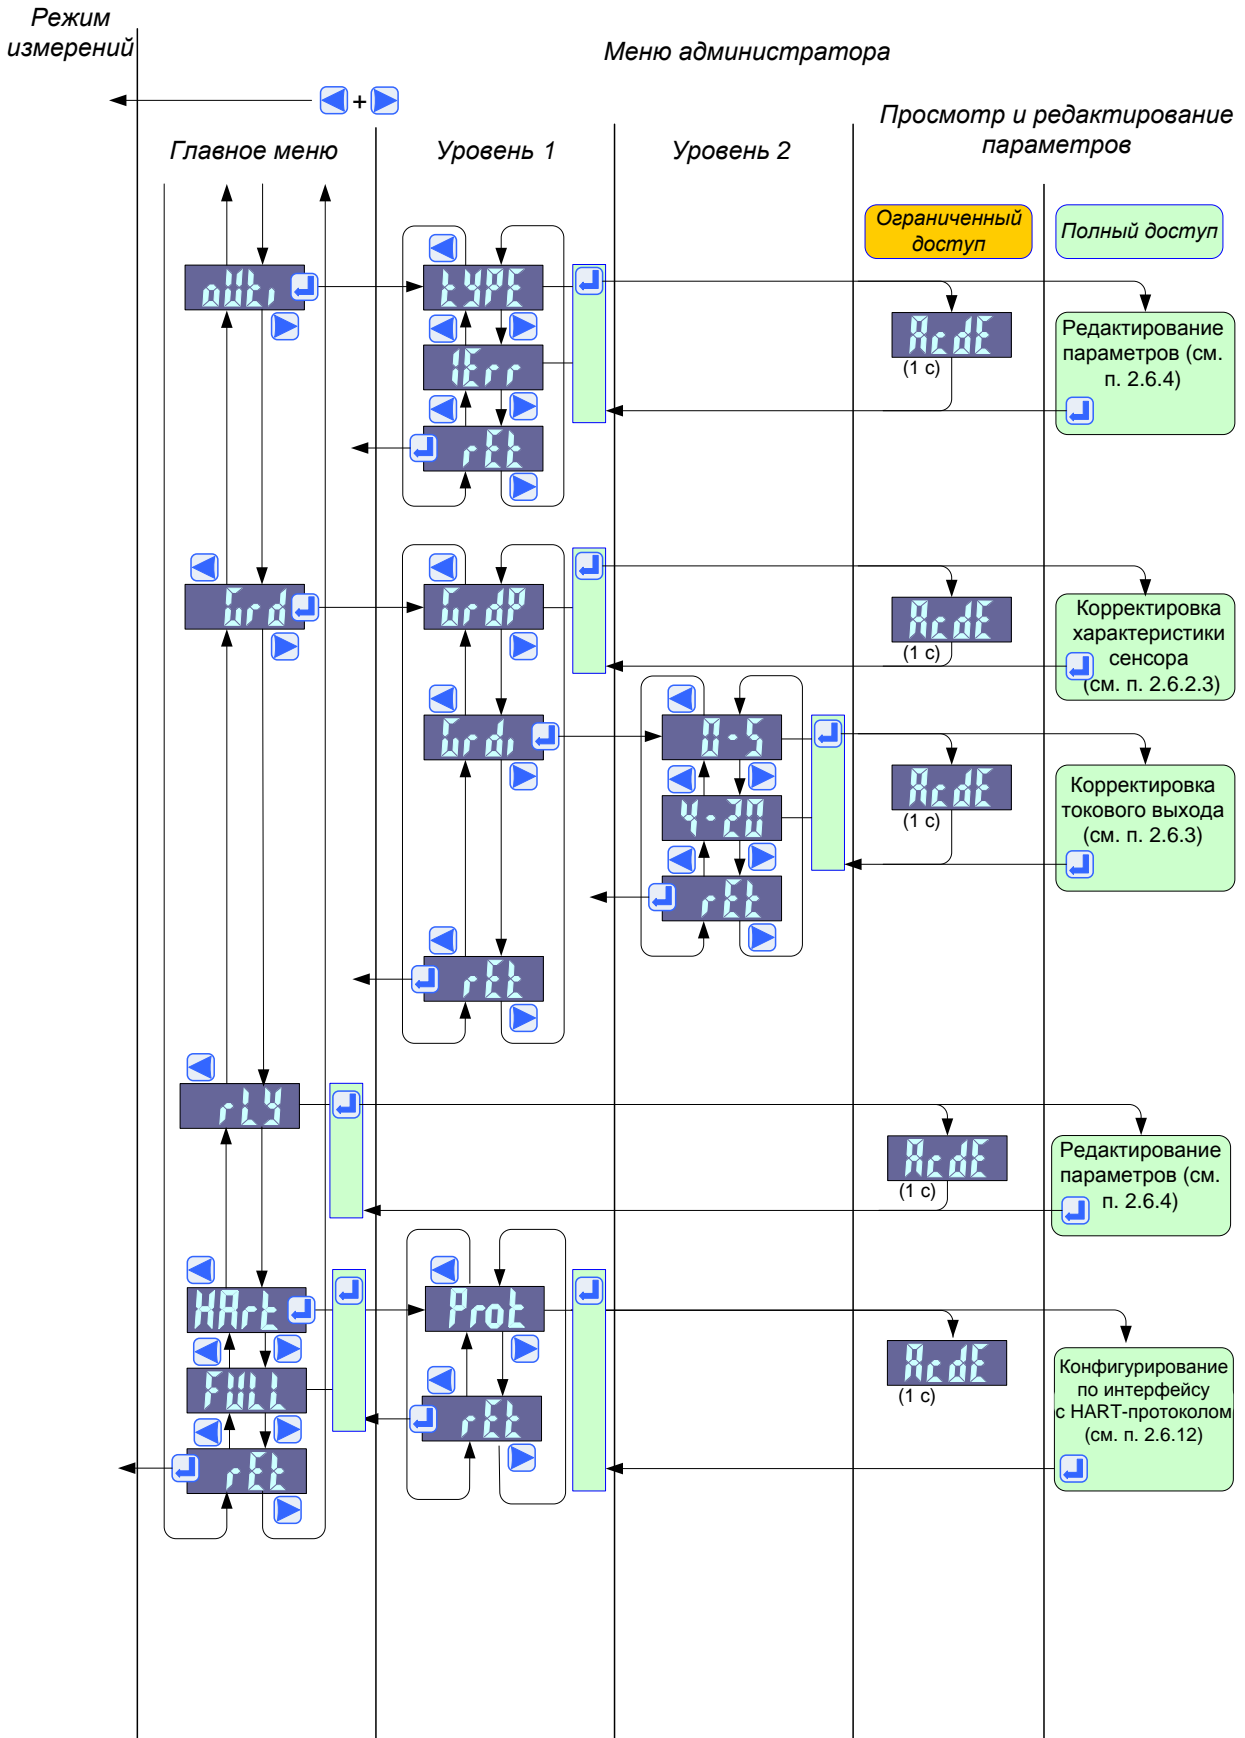 Режим
измерений
Меню администратора
+
Просмотр и редактирование
параметров
Главное меню
Уровень 1
Уровень 2
Ограниченный
доступ
Полный доступ
oUti
tYPE
AcdE
(1 с)
Редактирование
параметров (см.
п. 2.6.4)
IErr
rEt
Grd
GrdP
AcdE
(1 с)
Корректировка
характеристики
сенсора
(см. п. 2.6.2.3)
Grdi
0-5
AcdE
(1 с)
Корректировка
токового выхода
(см. п. 2.6.3)
4-20
rEt
rEt
rLY
AcdE
(1 с)
Редактирование
параметров (см.
п. 2.6.4)
HArt
Prot
AcdE
(1 с)
Конфигурирование
по интерфейсу
с HART-протоколом
(см. п. 2.6.12)
FULL
rEt
rEt